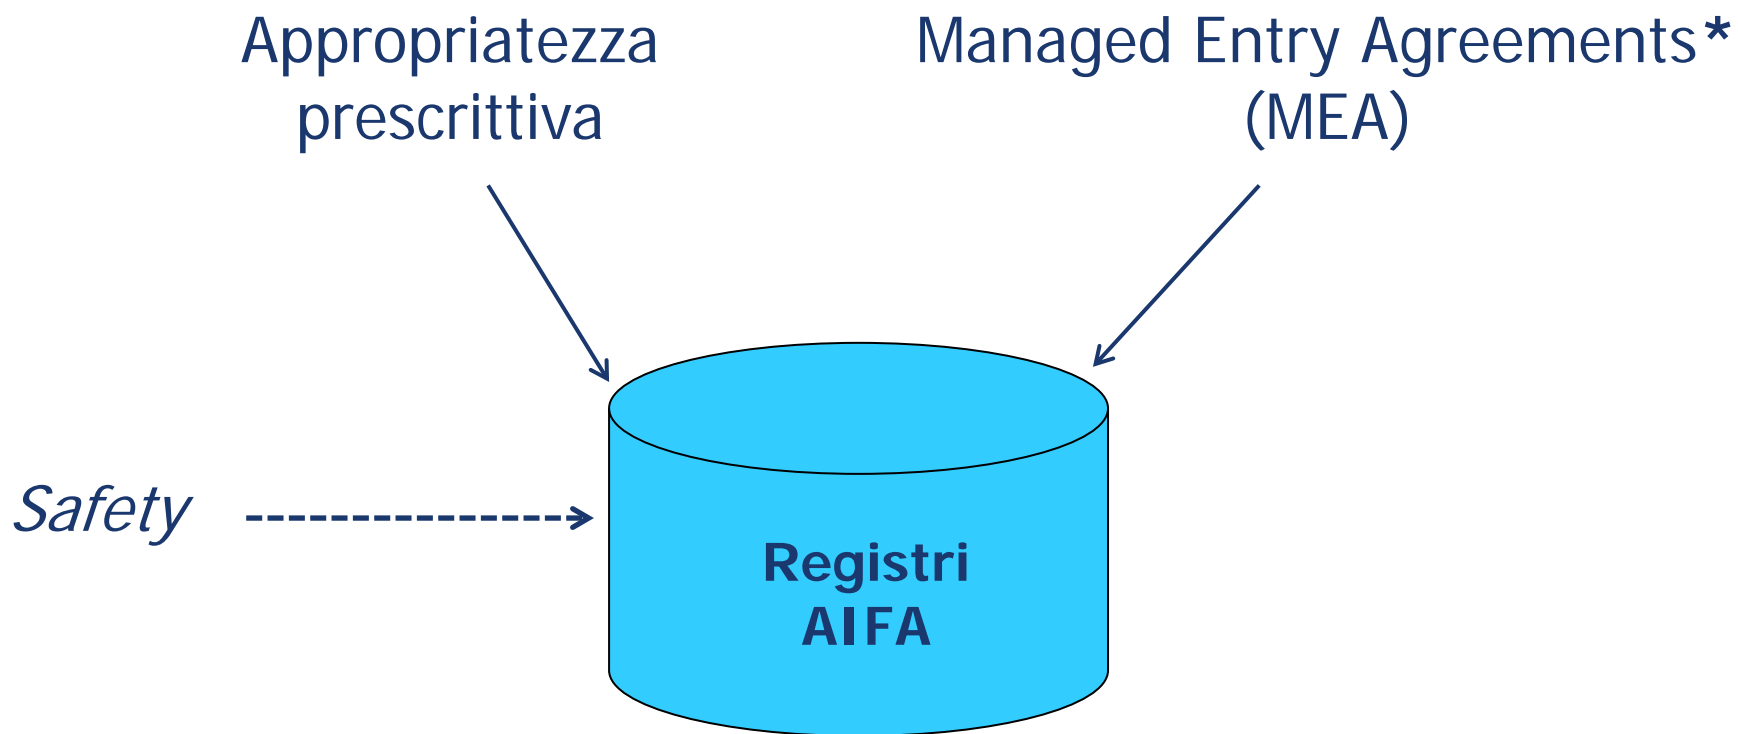 Appropriatezza
prescrittiva
Managed Entry Agreements*
(MEA)
Safety
Registri
AIFA